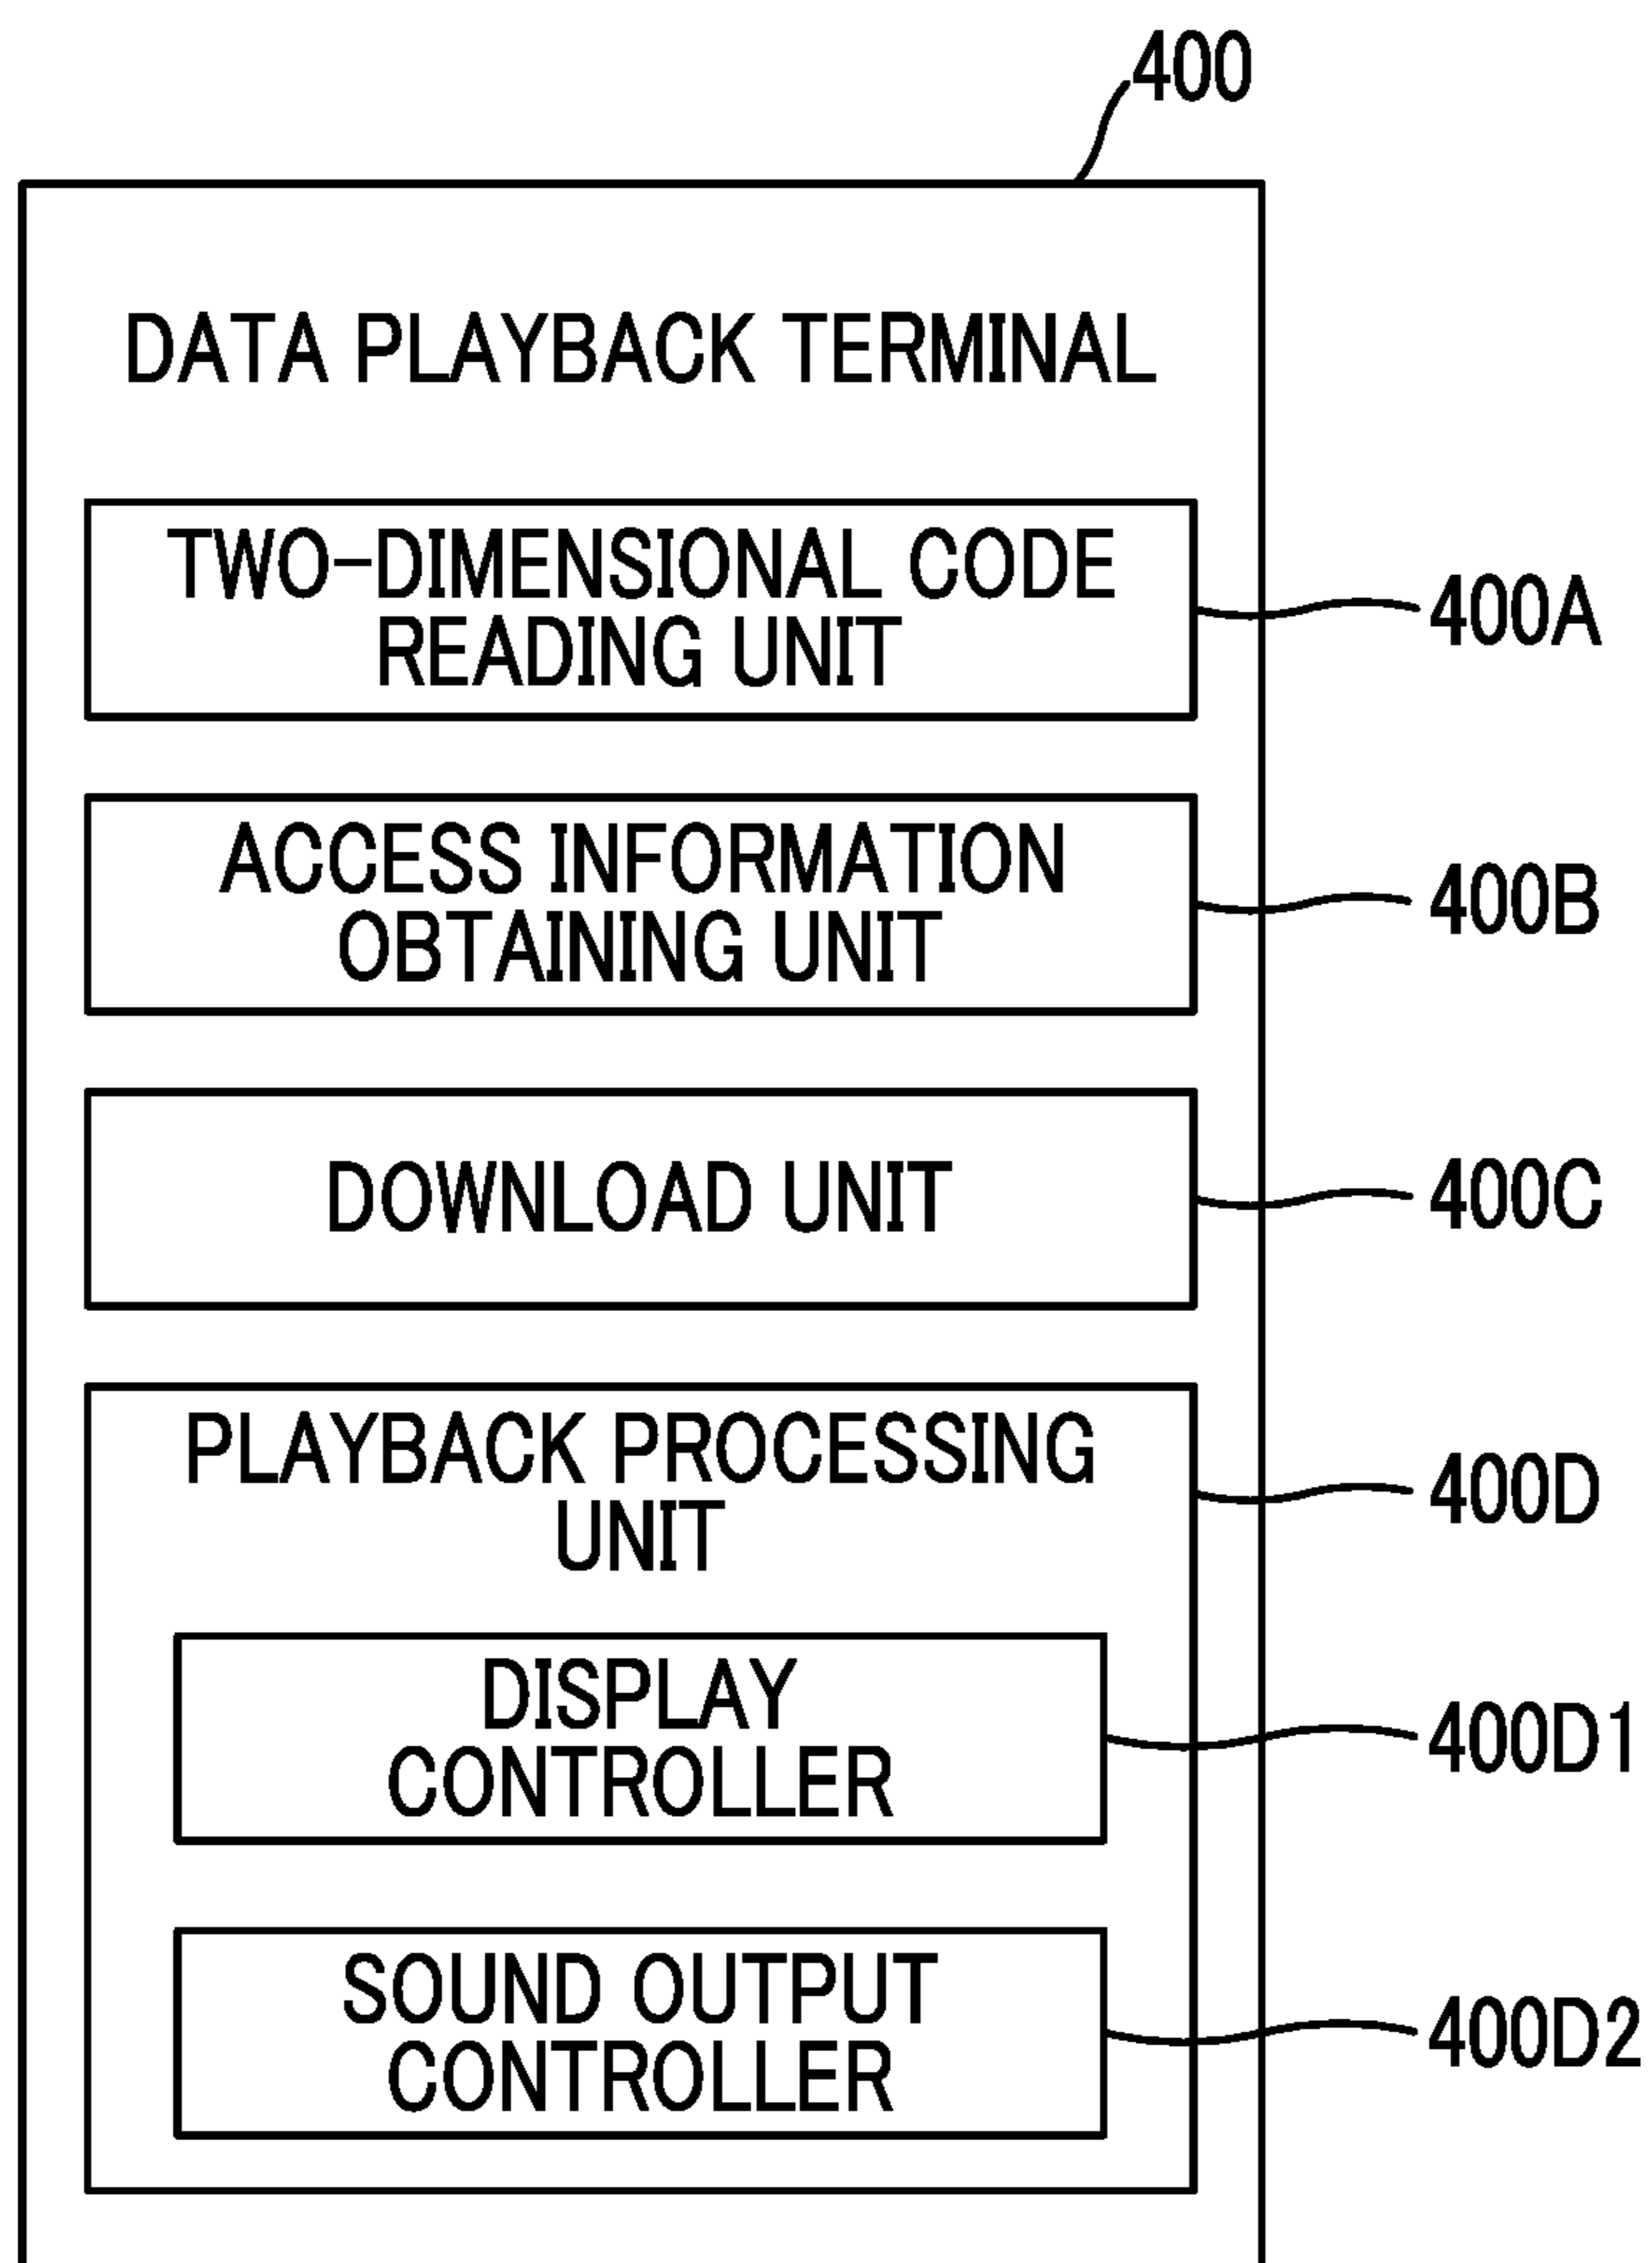 400
DATA PLAYBACK TERMINAL
TWO-DIMENSIONAL CODE
READING UNIT
400A
ACCESS INFORMATION
OBTAINING UNIT
400B
DOWNLOAD UNIT
400C
PLAYBACK PROCESSING
UNIT
400D
DISPLAY
CONTROLLER
400D1
SOUND OUTPUT
CONTROLLER
400D2